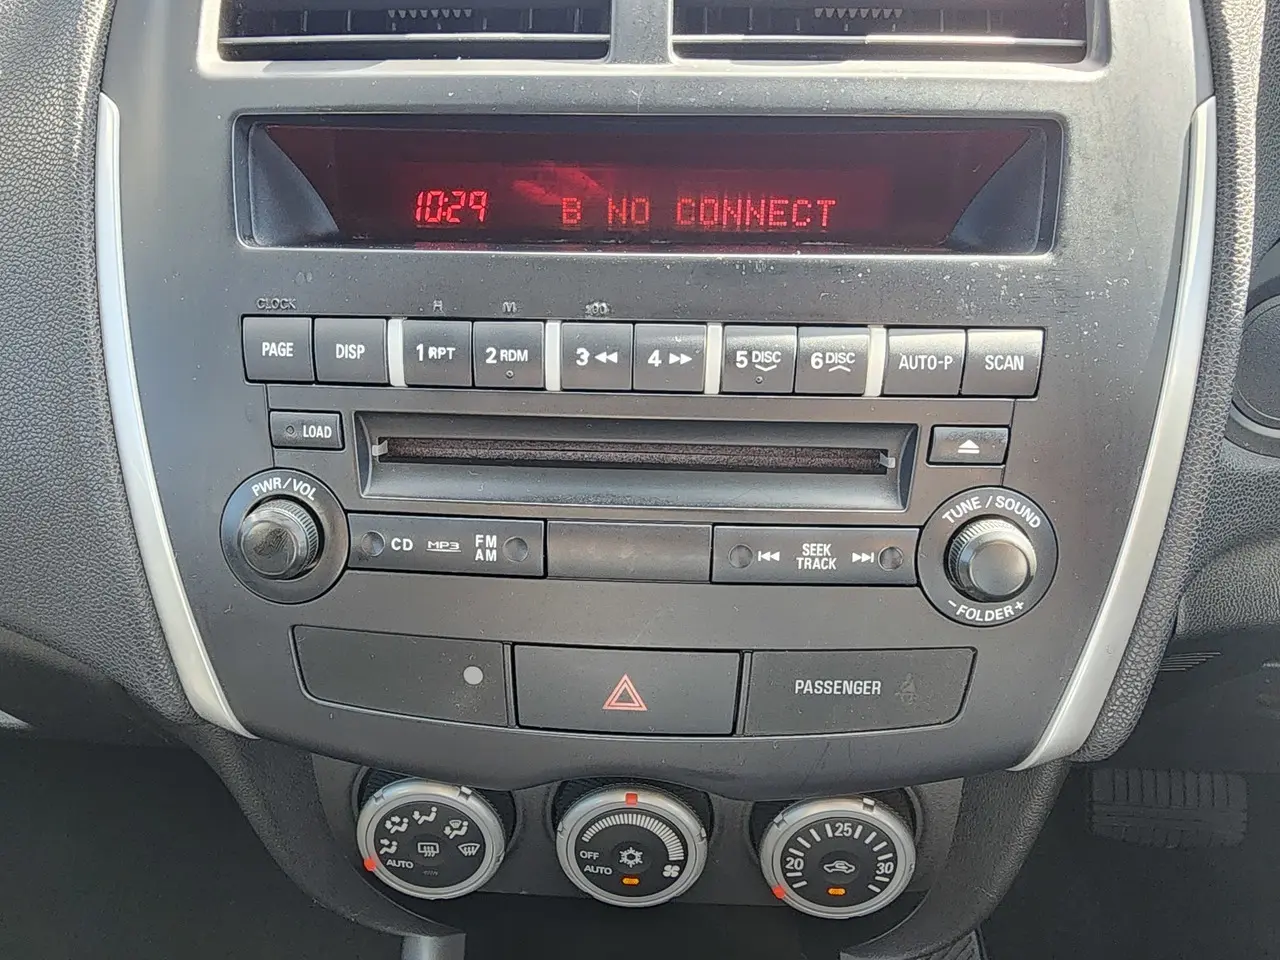 10:29 B NO CONNECT
CLOCK H M :00
PAGE DISP 1 RPT 2 RDM 3 4 5 DISC 6 DISC AUTO-P SCAN
LOAD
PWR/VOL
TUNE / SOUND
CD MP3 FM
AM
SEEK
TRACK
- FOLDER +
PASSENGER
AUTO
OFF
AUTO
20 25 30